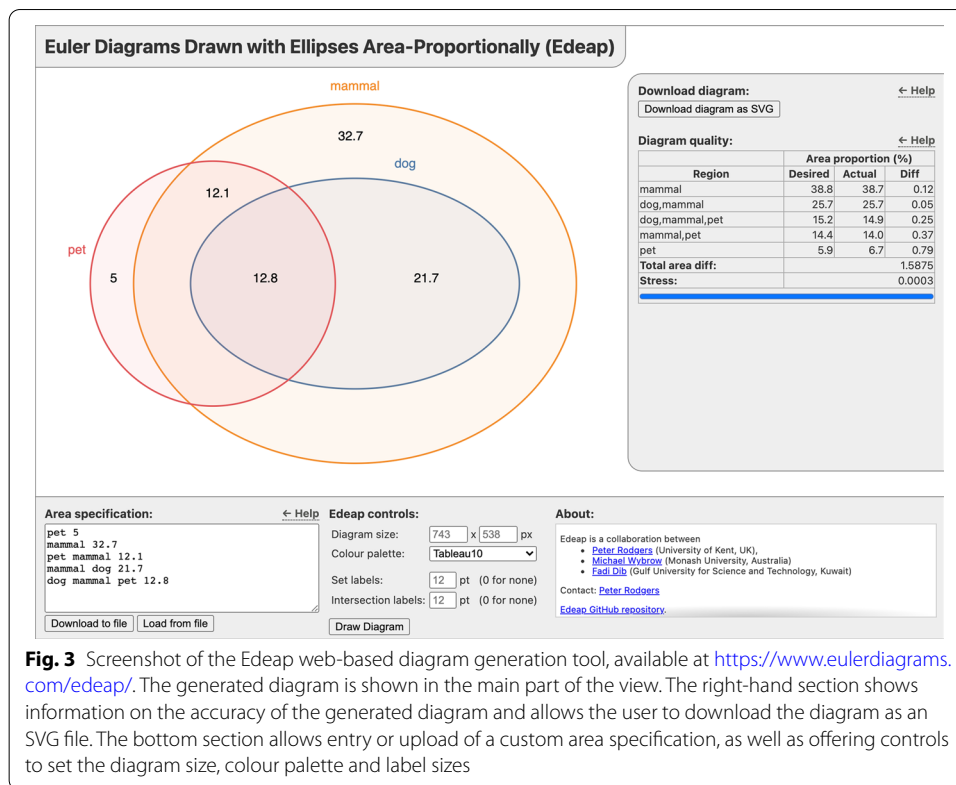 Euler Diagrams Drawn with Ellipses Area-Proportionally (Edeap)
mammal
32.7
dog
12.1
pet
5
12.8
21.7
Download diagram: ← Help
Download diagram as SVG
Diagram quality: ← Help
Area proportion (%)
Region Desired Actual Diff
mammal 38.8 38.7 0.12
dog,mammal 25.7 25.7 0.05
dog,mammal,pet 15.2 14.9 0.25
mammal,pet 14.4 14.0 0.37
pet 5.9 6.7 0.79
Total area diff: 1.5875
Stress: 0.0003
Area specification: ← Help
pet 5
mammal 32.7
pet mammal 12.1
mammal dog 21.7
dog mammal pet 12.8
Download to file Load from file
Edeap controls:
Diagram size: 743 x 538 px
Colour palette: Tableau10
Set labels: 12 pt (0 for none)
Intersection labels: 12 pt (0 for none)
Draw Diagram
About:
Edeap is a collaboration between
• Peter Rodgers (University of Kent, UK),
• Michael Wybrow (Monash University, Australia)
• Fadi Dib (Gulf University for Science and Technology, Kuwait)
Contact: Peter Rodgers
Edeap GitHub repository.
Fig. 3 Screenshot of the Edeap web-based diagram generation tool, available at https://www.eulerdiagrams.
com/edeap/. The generated diagram is shown in the main part of the view. The right-hand section shows
information on the accuracy of the generated diagram and allows the user to download the diagram as an
SVG file. The bottom section allows entry or upload of a custom area specification, as well as offering controls
to set the diagram size, colour palette and label sizes